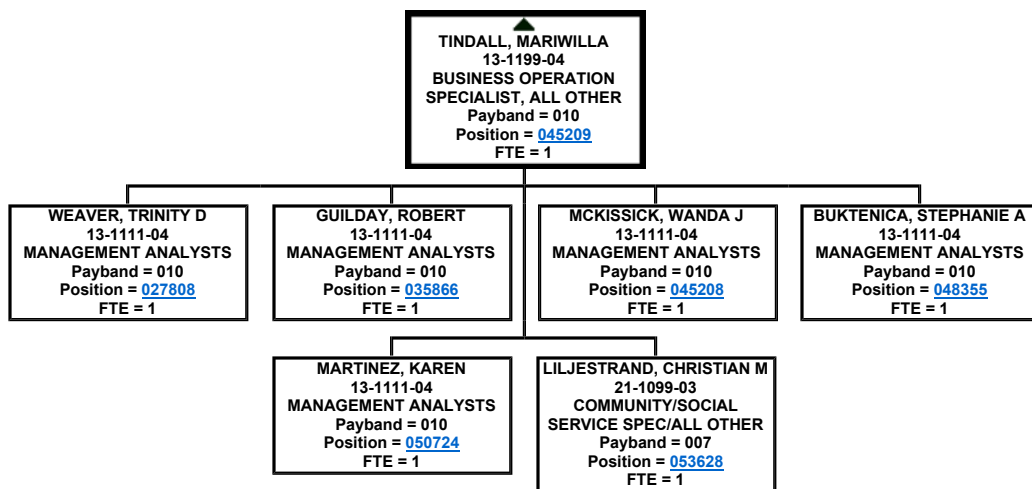 TINDALL, MARIWILLA
13-1199-04
BUSINESS OPERATION
SPECIALIST, ALL OTHER
Payband = 010
Position = 045209
FTE = 1
WEAVER, TRINITY D
13-1111-04
MANAGEMENT ANALYSTS
Payband = 010
Position = 027808
FTE = 1
GUILDAY, ROBERT
13-1111-04
MANAGEMENT ANALYSTS
Payband = 010
Position = 035866
FTE = 1
MCKISSICK, WANDA J
13-1111-04
MANAGEMENT ANALYSTS
Payband = 010
Position = 045208
FTE = 1
BUKTENICA, STEPHANIE A
13-1111-04
MANAGEMENT ANALYSTS
Payband = 010
Position = 048355
FTE = 1
MARTINEZ, KAREN
13-1111-04
MANAGEMENT ANALYSTS
Payband = 010
Position = 050724
FTE = 1
LILJESTRAND, CHRISTIAN M
21-1099-03
COMMUNITY/SOCIAL
SERVICE SPEC/ALL OTHER
Payband = 007
Position = 053628
FTE = 1